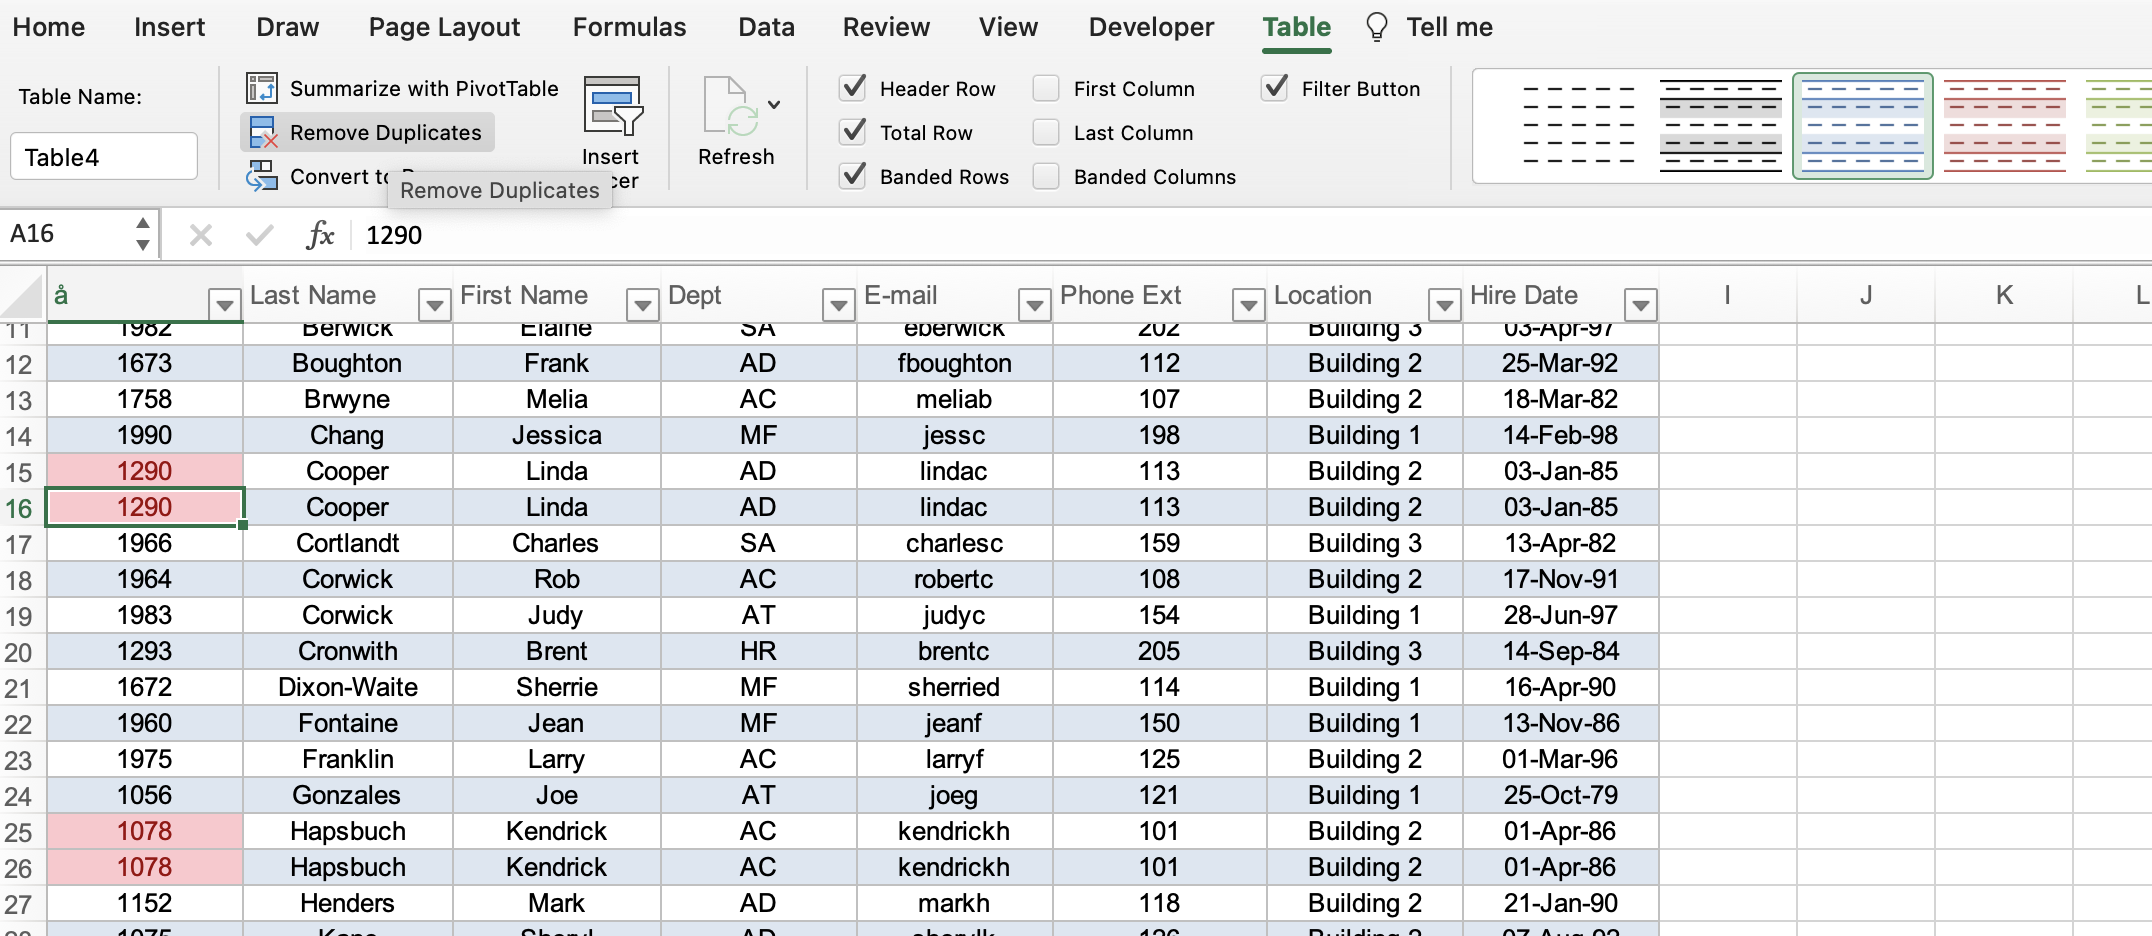 Home Insert Draw Page Layout Formulas Data Review View Developer Table Tell me
Table Name:
Table4
Summarize with PivotTable
Remove Duplicates
Convert to
Remove Duplicates
Insert
cer
Refresh
Header Row First Column Filter Button
Total Row Last Column
Banded Rows Banded Columns
A16 fx 1290
å Last Name First Name Dept E-mail Phone Ext Location Hire Date I J K L
11 1982 Berwick Elaine SA eberwick 202 Building 3 03-Apr-97
12 1673 Boughton Frank AD fboughton 112 Building 2 25-Mar-92
13 1758 Brwyne Melia AC meliab 107 Building 2 18-Mar-82
14 1990 Chang Jessica MF jessc 198 Building 1 14-Feb-98
15 1290 Cooper Linda AD lindac 113 Building 2 03-Jan-85
16 1290 Cooper Linda AD lindac 113 Building 2 03-Jan-85
17 1966 Cortlandt Charles SA charlesc 159 Building 3 13-Apr-82
18 1964 Corwick Rob AC robertc 108 Building 2 17-Nov-91
19 1983 Corwick Judy AT judyc 154 Building 1 28-Jun-97
20 1293 Cronwith Brent HR brentc 205 Building 3 14-Sep-84
21 1672 Dixon-Waite Sherrie MF sherried 114 Building 1 16-Apr-90
22 1960 Fontaine Jean MF jeanf 150 Building 1 13-Nov-86
23 1975 Franklin Larry AC larryf 125 Building 2 01-Mar-96
24 1056 Gonzales Joe AT joeg 121 Building 1 25-Oct-79
25 1078 Hapsbuch Kendrick AC kendrickh 101 Building 2 01-Apr-86
26 1078 Hapsbuch Kendrick AC kendrickh 101 Building 2 01-Apr-86
27 1152 Henders Mark AD markh 118 Building 2 21-Jan-90